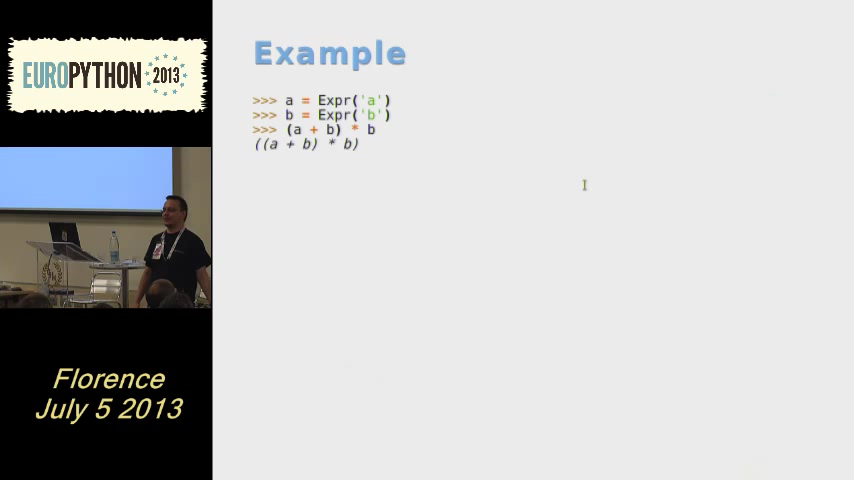 EUROPYTHON 2013
Florence
July 5 2013
Example
>>> a = Expr('a')
>>> b = Expr('b')
>>> (a + b) * b
((a + b) * b)